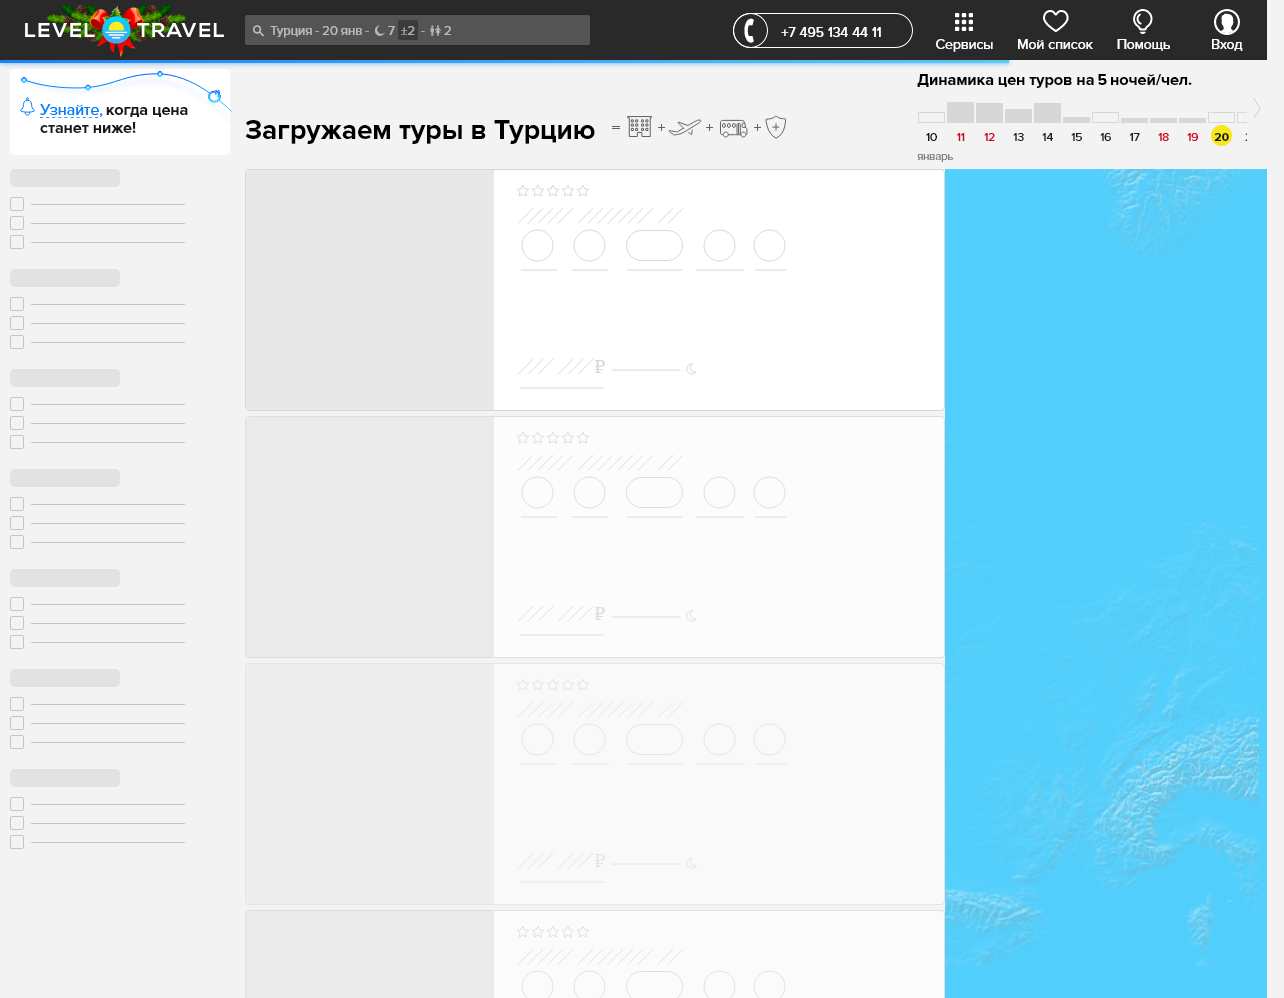 LEVEL TRAVEL
Турция - 20 янв - 7 ±2 - 2
+7 495 134 44 11
Сервисы
Мой список
Помощь
Вход
Узнайте, когда цена
станет ниже!
Загружаем туры в Турцию = + + +
Динамика цен туров на 5 ночей/чел.
10 11 12 13 14 15 16 17 18 19 20
январь
₽
₽
₽